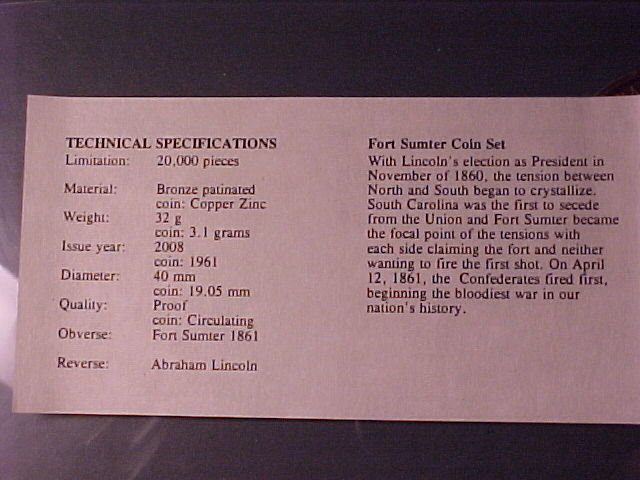 TECHNICAL SPECIFICATIONS
Limitation: 20,000 pieces
Material: Bronze patinated
coin: Copper Zinc
Weight: 32 g
coin: 3.1 grams
Issue year: 2008
coin: 1961
Diameter: 40 mm
coin: 19.05 mm
Quality: Proof
coin: Circulating
Obverse: Fort Sumter 1861
Reverse: Abraham Lincoln
Fort Sumter Coin Set
With Lincoln's election as President in
November of 1860, the tension between
North and South began to crystallize.
South Carolina was the first to secede
from the Union and Fort Sumter became
the focal point of the tensions with
each side claiming the fort and neither
wanting to fire the first shot. On April
12, 1861, the Confederates fired first,
beginning the bloodiest war in our
nation's history.